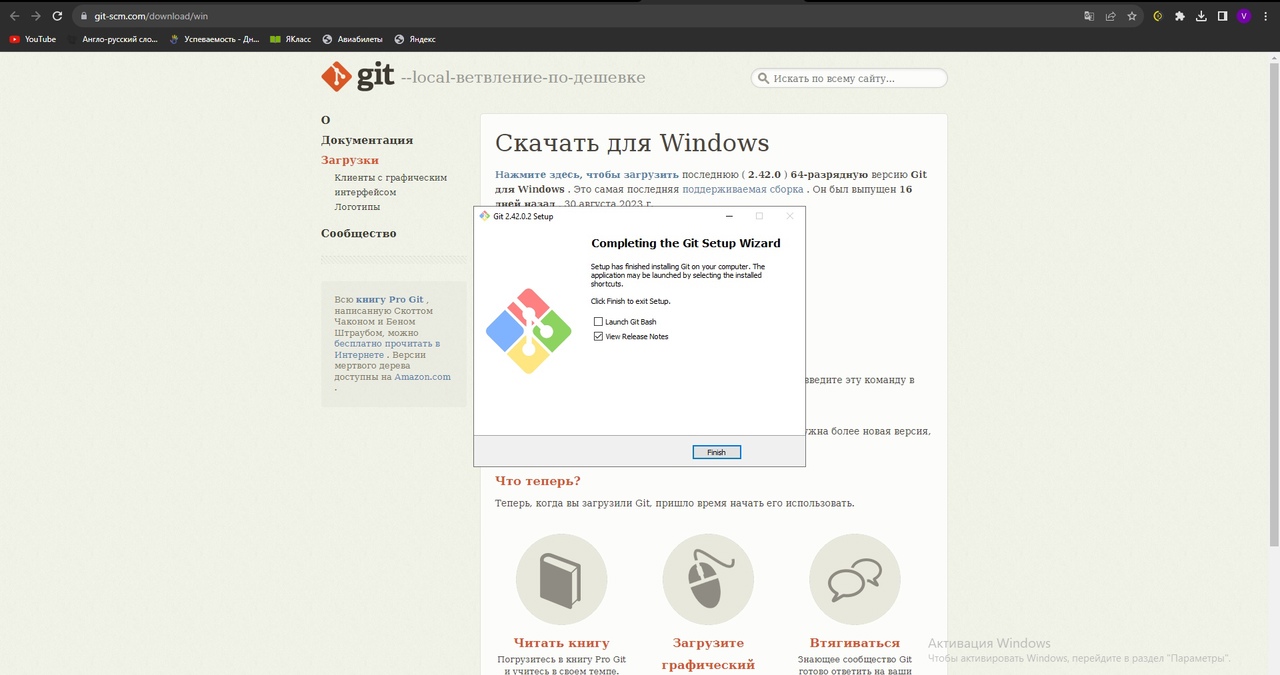 git-scm.com/download/win
V
YouTube
Англо-русский сло...
Успеваемость - Дн...
ЯКласс
Авиабилеты
Яндекс
git --local-ветвление-по-дешевке
Искать по всему сайту...
О
Документация
Загрузки
Клиенты с графическим
интерфейсом
Логотипы
Сообщество
Всю книгу Pro Git ,
написанную Скоттом
Чаконом и Беном
Штраубом, можно
бесплатно прочитать в
Интернете . Версии
мертвого дерева
доступны на Amazon.com
.
Скачать для Windows
Нажмите здесь, чтобы загрузить последнюю ( 2.42.0 ) 64-разрядную версию Git
для Windows . Это самая последняя поддерживаемая сборка . Он был выпущен 16
дней назад , 30 августа 2023 г.
Git 2.42.0.2 Setup
Completing the Git Setup Wizard
Setup has finished installing Git on your computer. The
application may be launched by selecting the installed
shortcuts.
Click Finish to exit Setup.
Launch Git Bash
View Release Notes
Finish
введите эту команду в
нужна более новая версия,
Что теперь?
Теперь, когда вы загрузили Git, пришло время начать его использовать.
Читать книгу
Погрузитесь в книгу Pro Git
и учитесь в своем темпе.
Загрузите
графический
Втягиваться
Знающее сообщество Git
готово ответить на ваши
Активация Windows
Чтобы активировать Windows, перейдите в раздел "Параметры".